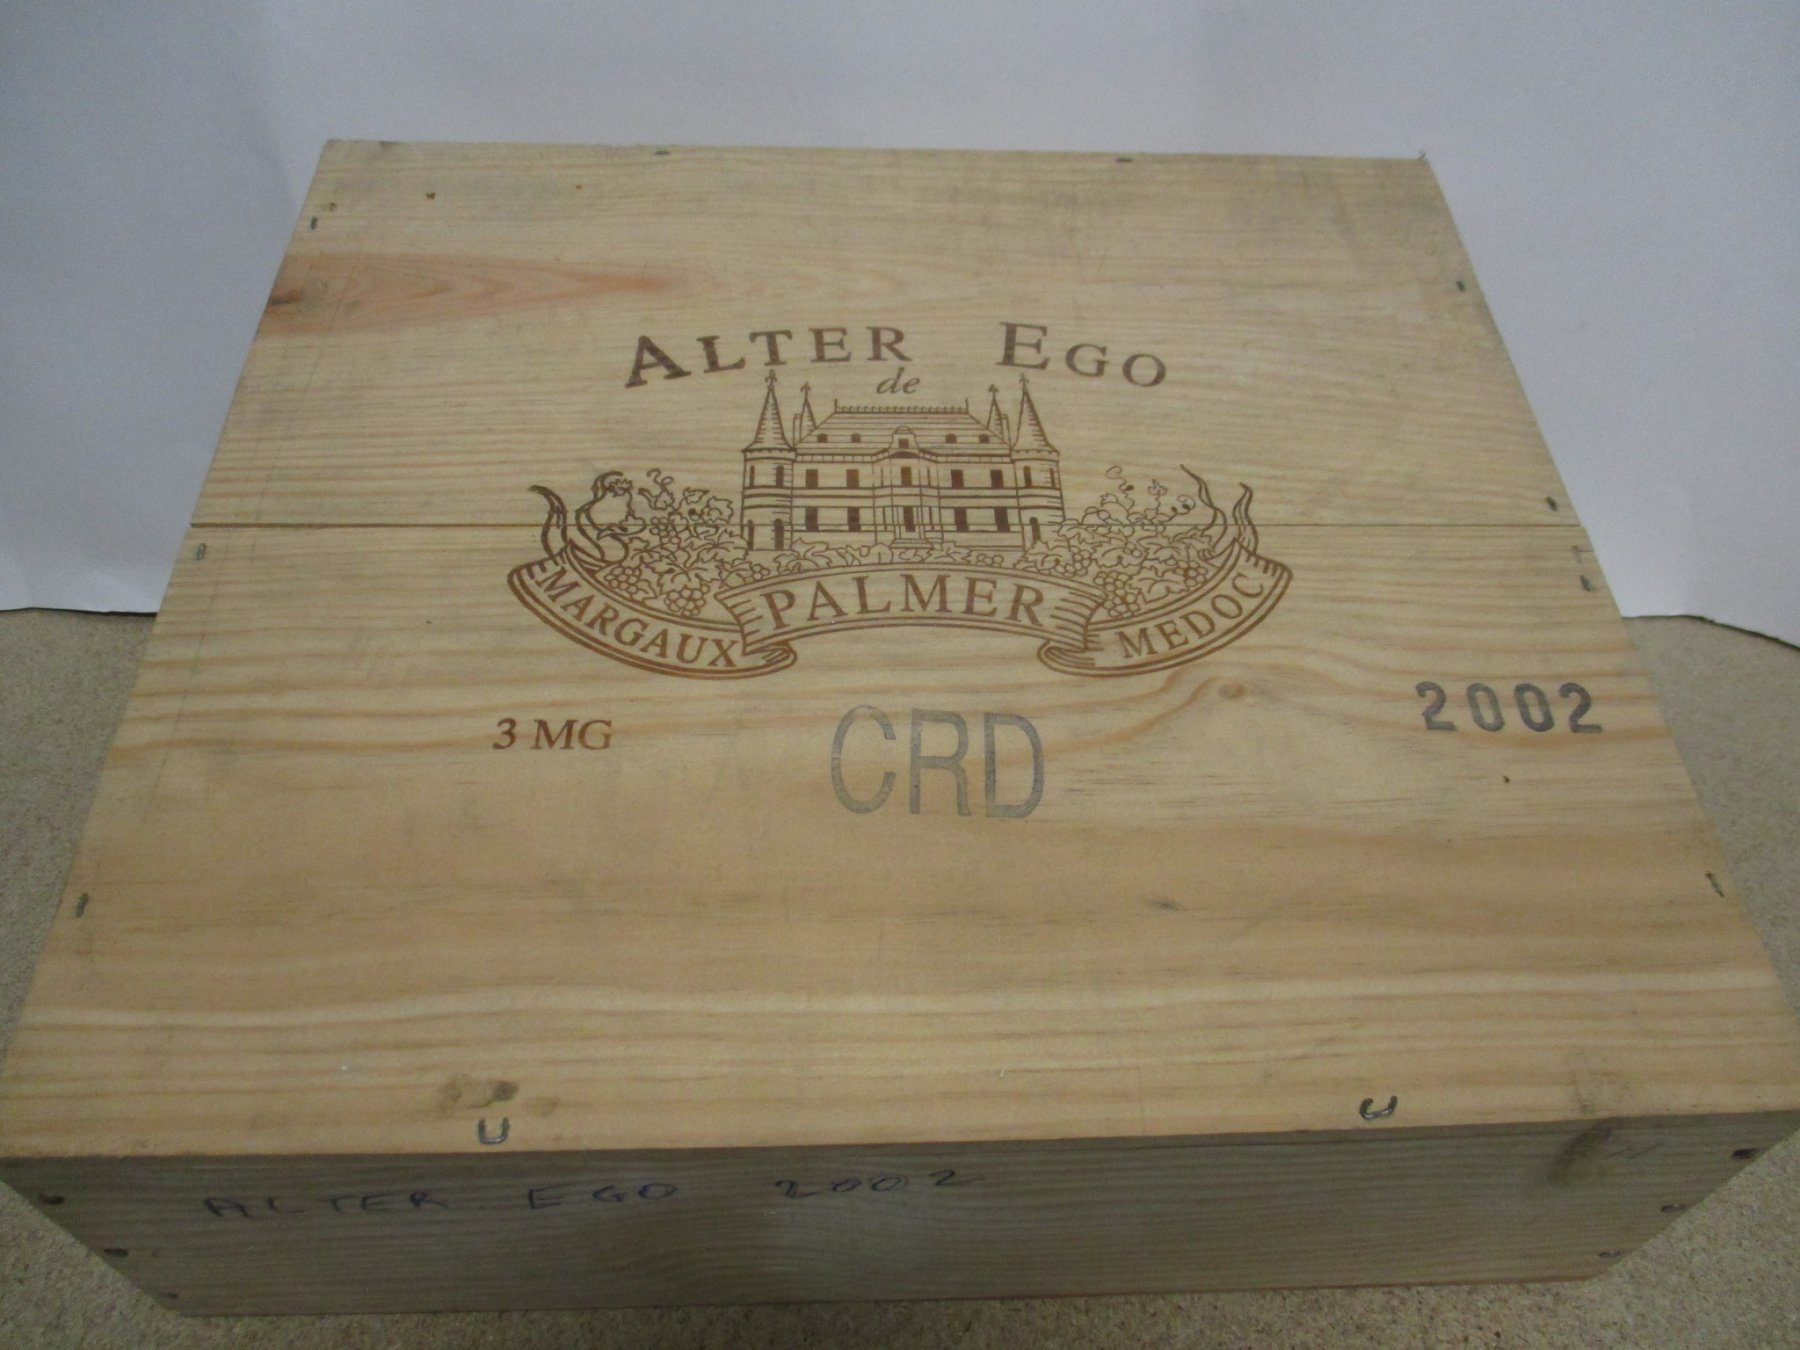 ALTER EGO
de
PALMER
MARGAUX
MEDOC
3 MG
CRD
2002
ALTER EGO 2002